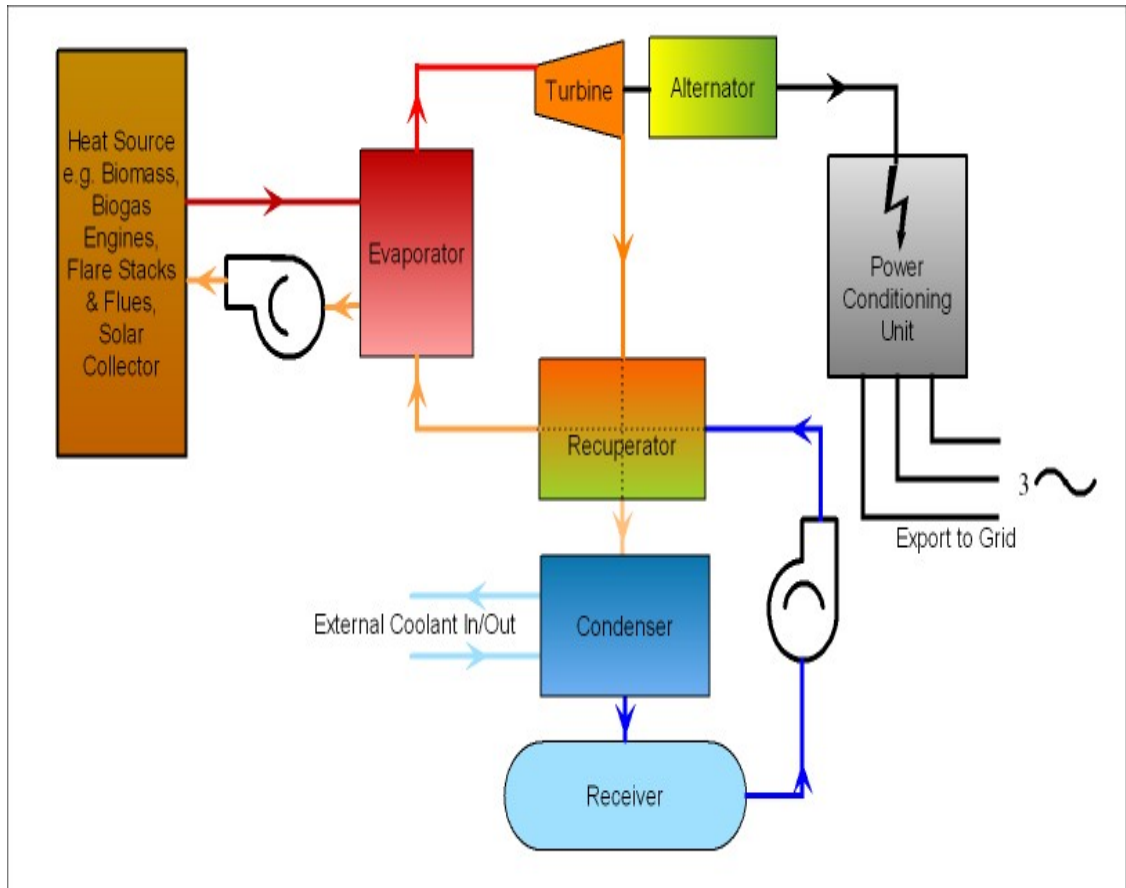 Heat Source
e.g. Biomass,
Biogas
Engines,
Flare Stacks
& Flues,
Solar
Collector
Evaporator
Turbine
Alternator
Power
Conditioning
Unit
Recuperator
3
Export to Grid
External Coolant In/Out
Condenser
Receiver